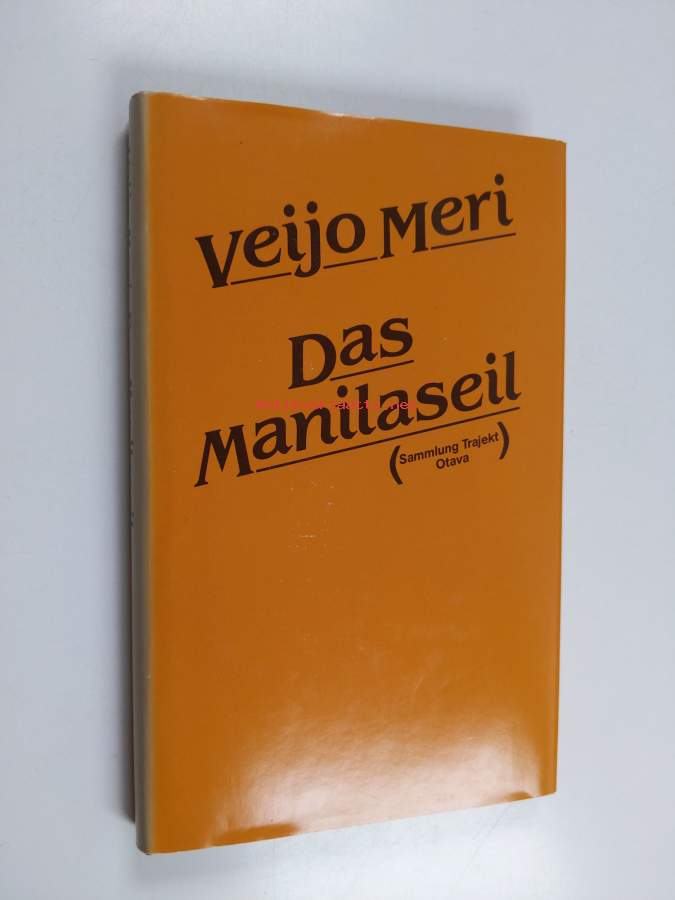 Veijo Meri
Das
Manilaseil
(Sammlung Trajekt
Otava)